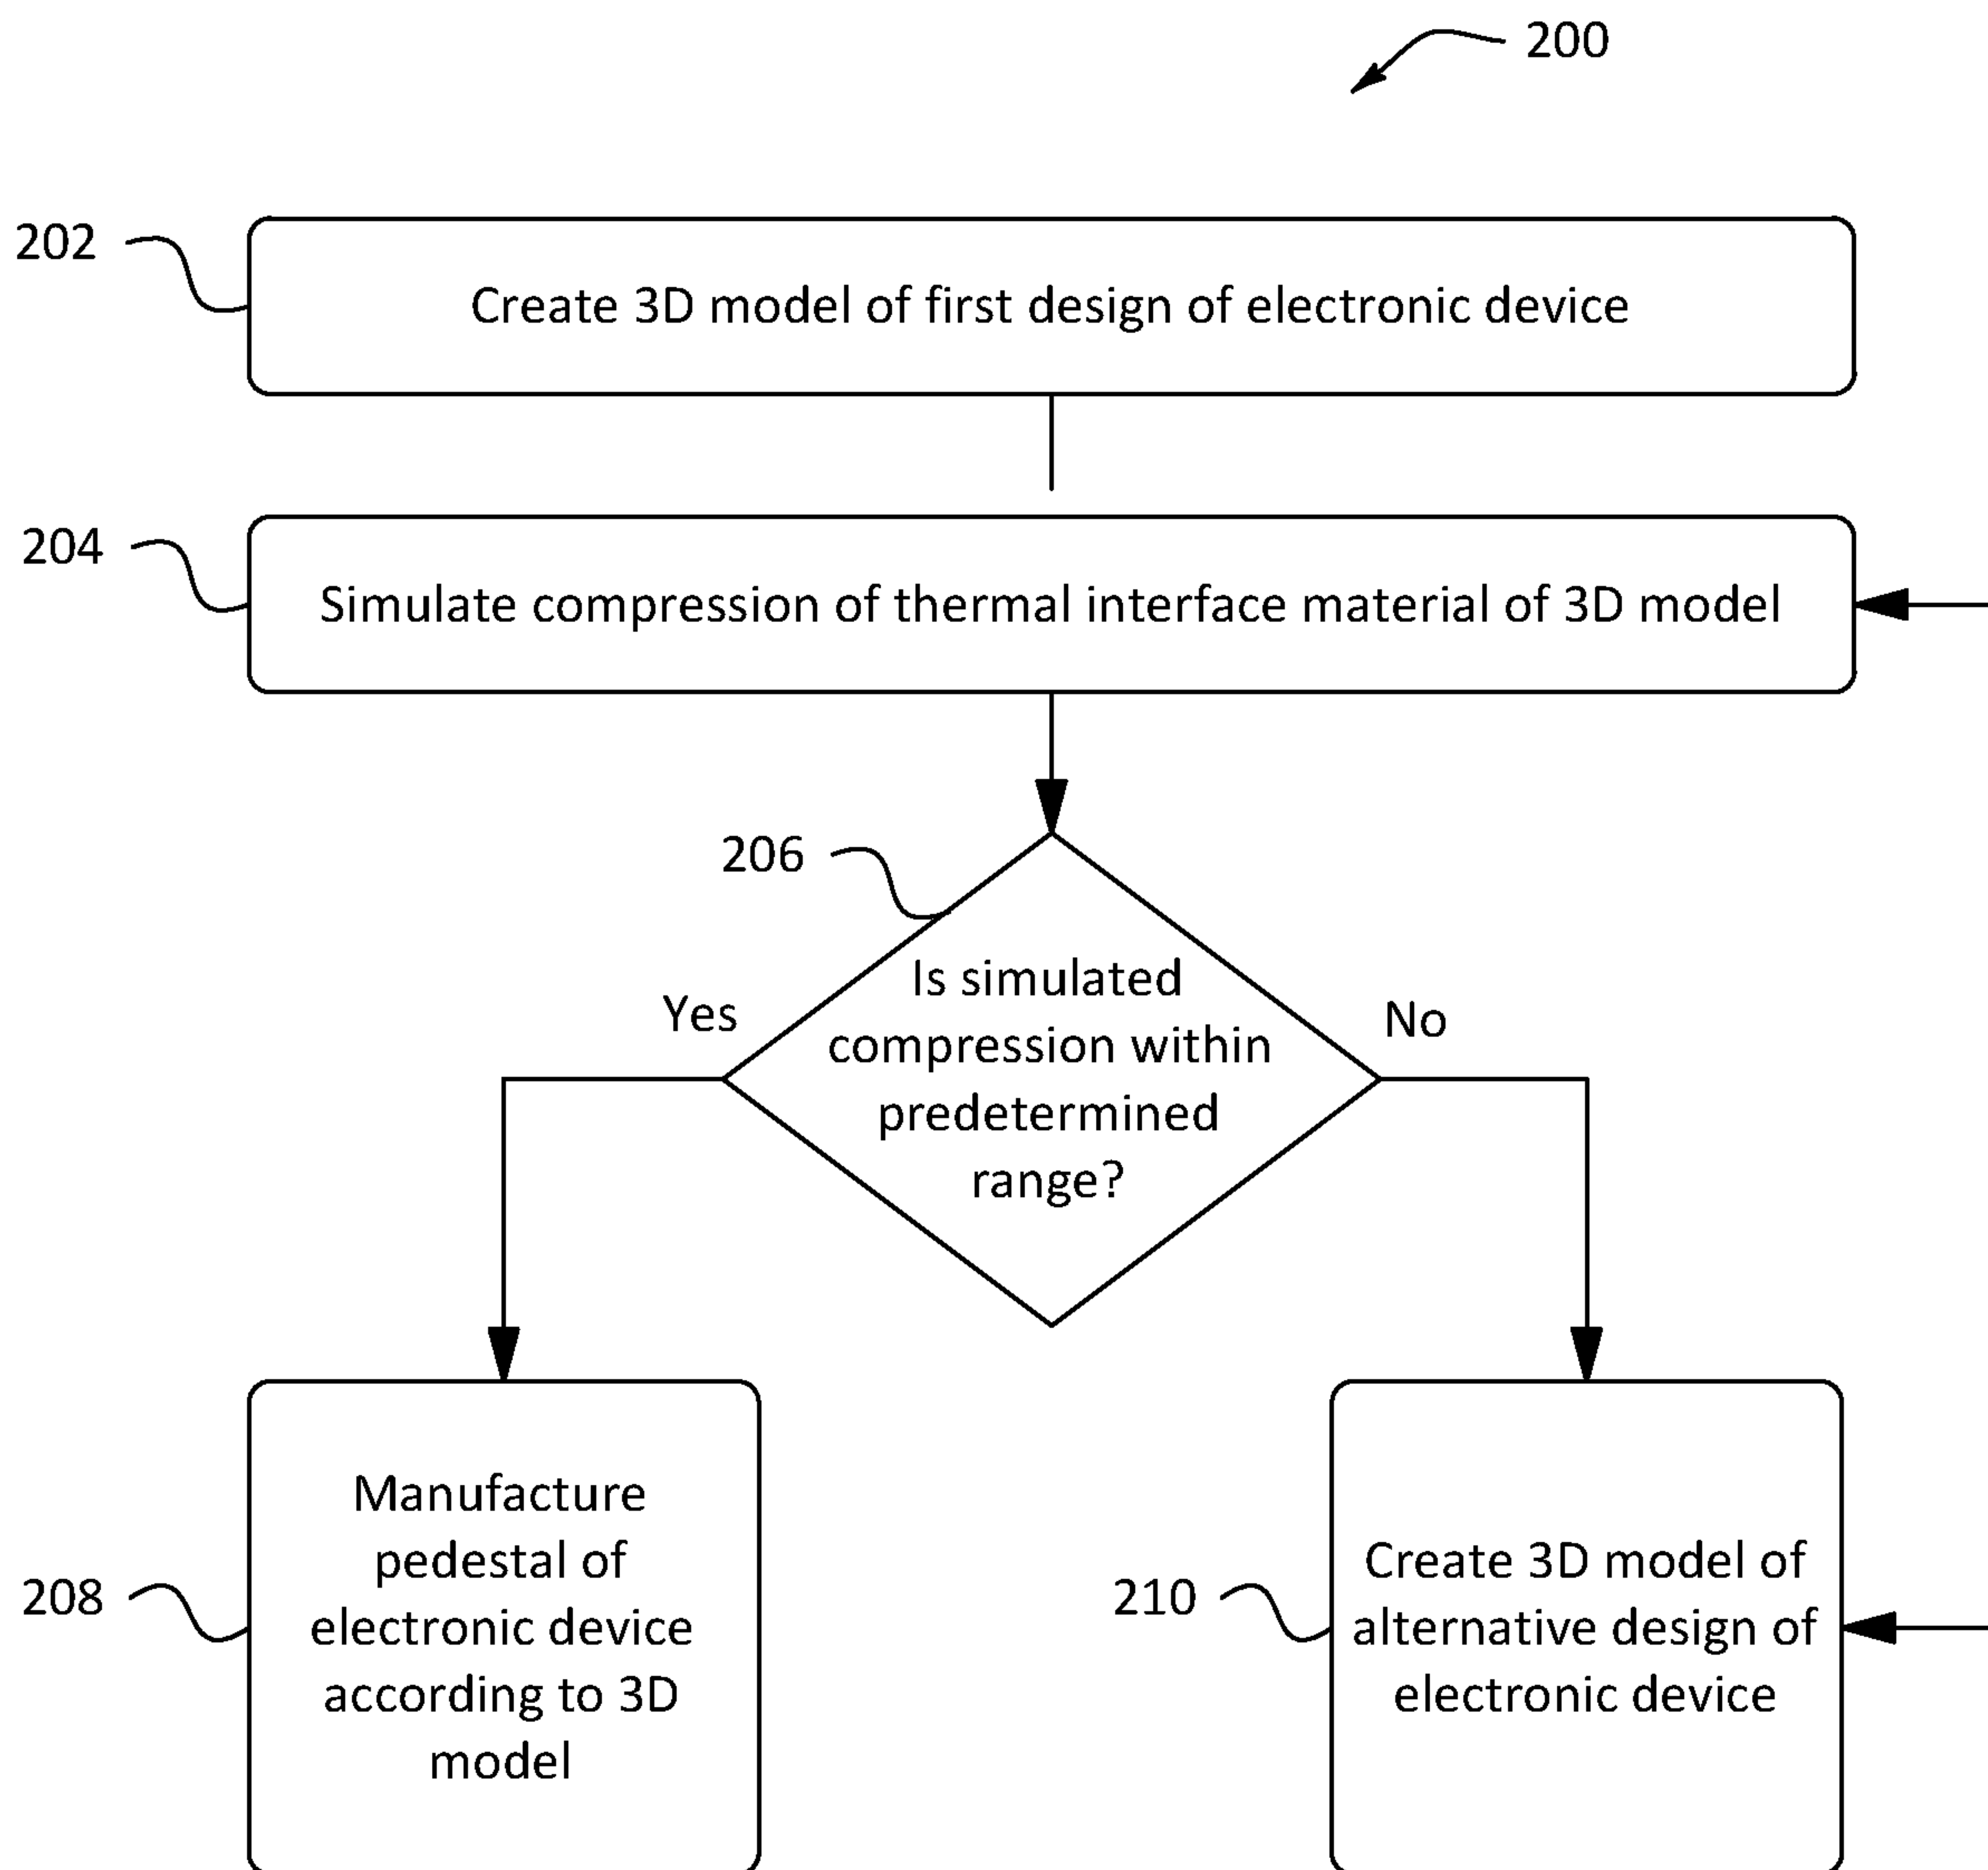 200
202
Create 3D model of first design of electronic device
204
Simulate compression of thermal interface material of 3D model
206
Is simulated
compression within
predetermined
range?
Yes
No
208
Manufacture
pedestal of
electronic device
according to 3D
model
210
Create 3D model of
alternative design of
electronic device